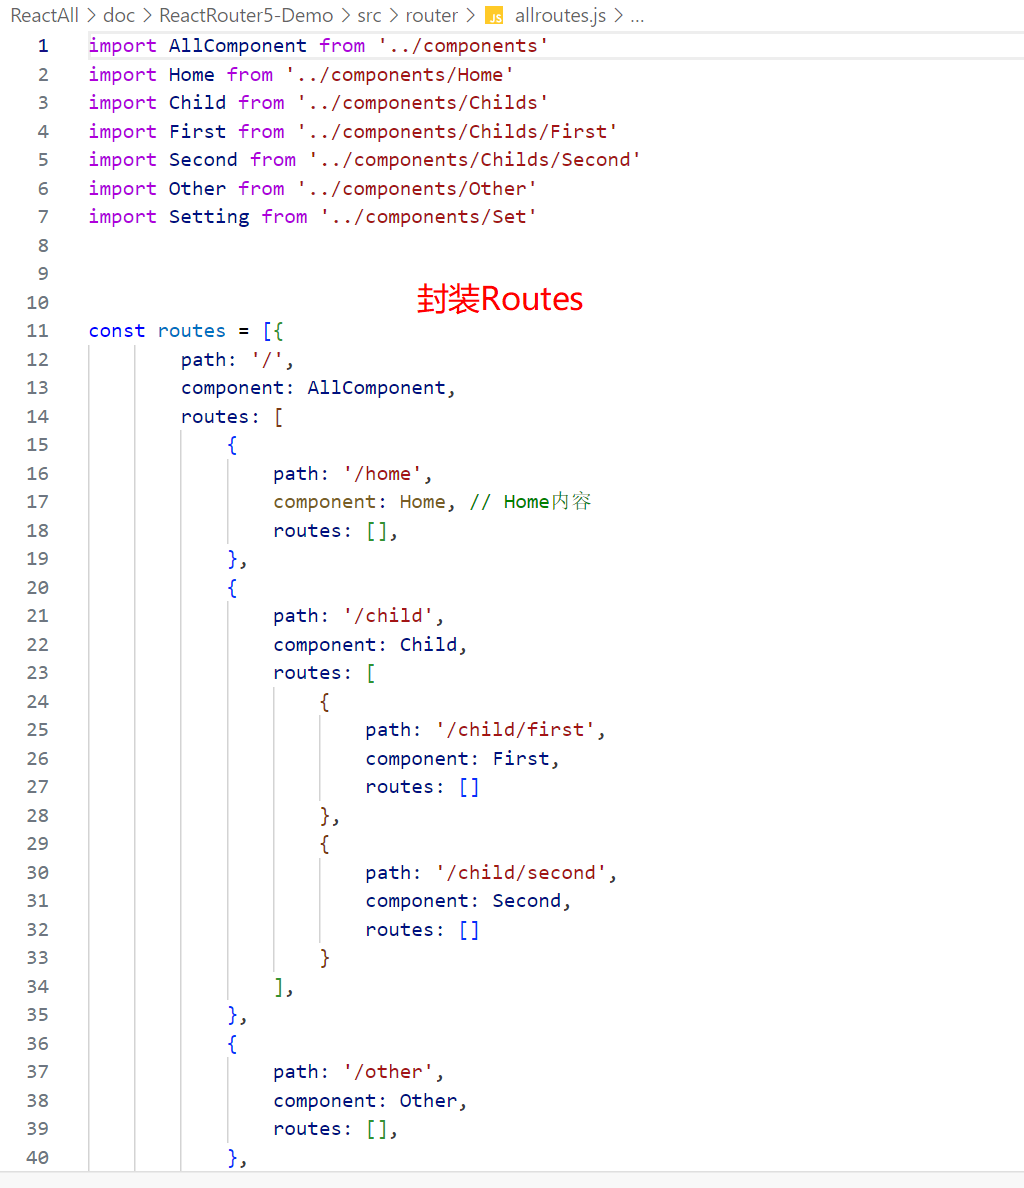 ReactAll > doc > ReactRouter5-Demo > src > router > JS allroutes.js > ...
1 import AllComponent from '../components'
2 import Home from '../components/Home'
3 import Child from '../components/Childs'
4 import First from '../components/Childs/First'
5 import Second from '../components/Childs/Second'
6 import Other from '../components/Other'
7 import Setting from '../components/Set'
8
9
封装Routes
10
11 const routes = [{
12 path: '/',
13 component: AllComponent,
14 routes: [
15 {
16 path: '/home',
17 component: Home, // Home内容
18 routes: [],
19 },
20 {
21 path: '/child',
22 component: Child,
23 routes: [
24 {
25 path: '/child/first',
26 component: First,
27 routes: []
28 },
29 {
30 path: '/child/second',
31 component: Second,
32 routes: []
33 }
34 ],
35 },
36 {
37 path: '/other',
38 component: Other,
39 routes: [],
40 },